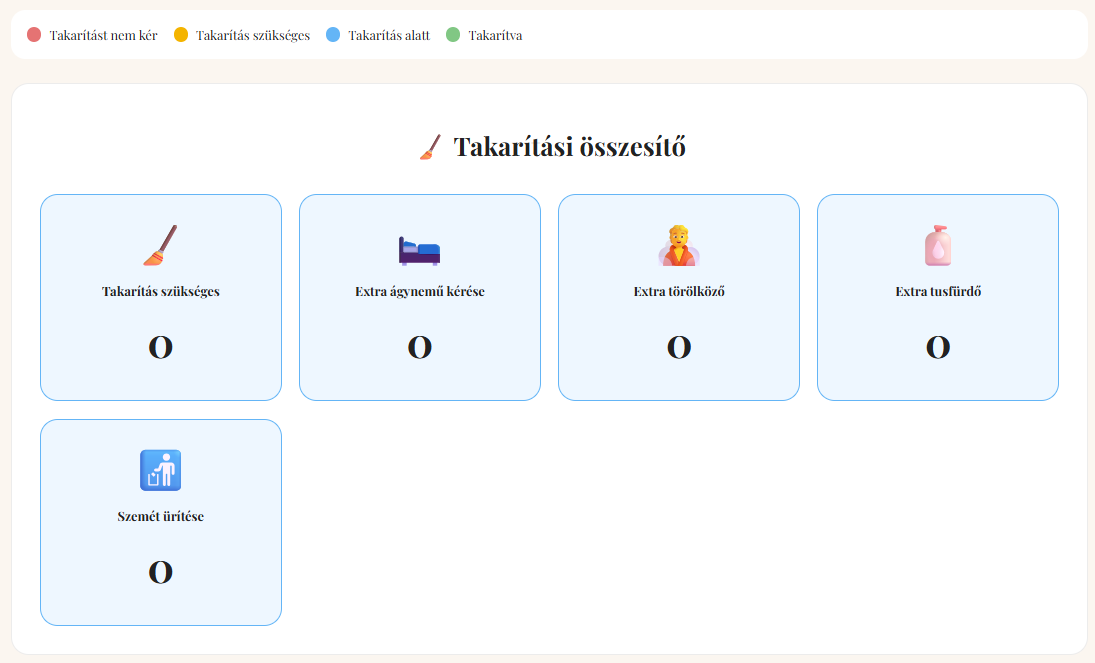 Takarítást nem kér Takarítás szükséges Takarítás alatt Takarítva
Takarítási összesítő
Takarítás szükséges
0
Extra ágynemű kérése
0
Extra törölköző
0
Extra tusfürdő
0
Szemét ürítése
0